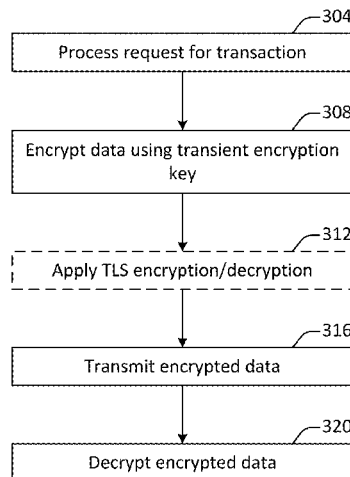 304
Process request for transaction
308
Encrypt data using transient encryption
key
312
Apply TLS encryption/decryption
316
Transmit encrypted data
320
Decrypt encrypted data